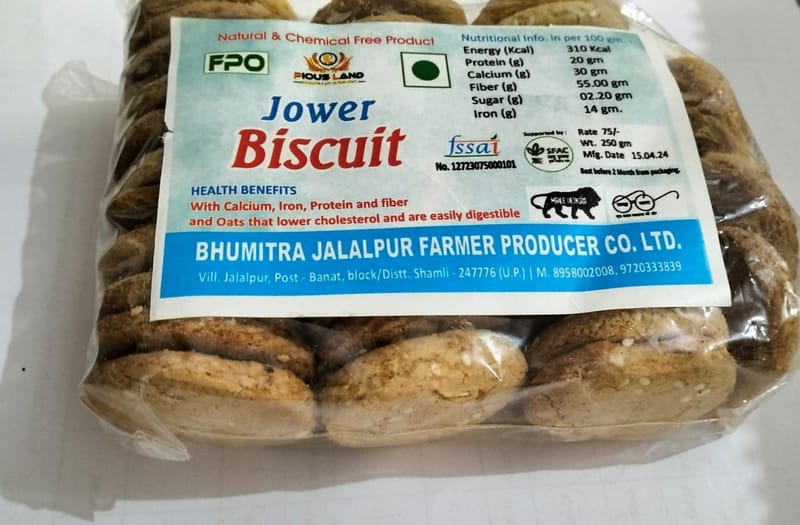 Natural & Chemical Free Product
FPO
PIOUS LAND
Jower
Biscuit
HEALTH BENEFITS
With Calcium, Iron, Protein and fiber
and Oats that lower cholesterol and are easily digestible
Nutritional Info. in per 100 gm.
Energy (Kcal) 310 Kcal
Protein (g) 20 gm
Calcium (g) 30 gm
Fiber (g) 55.00 gm
Sugar (g) 02.20 gm
Iron (g) 14 gm.
fssai
No. 12723075000101
Supported by :
SFAC
Rate 75/-
Wt. 250 gm
Mfg. Date 15.04.24
Best before 2 Month from packaging.
MAKE IN INDIA
BHUMITRA JALALPUR FARMER PRODUCER CO. LTD.
Vill. Jalalpur, Post - Banat, block/Distt. Shamli - 247776 (U.P.) | M. 8958002008, 9720333839